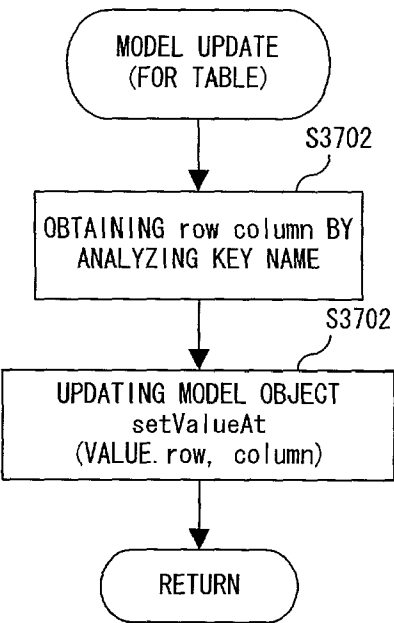 MODEL UPDATE
(FOR TABLE)
S3702
OBTAINING row column BY
ANALYZING KEY NAME
S3702
UPDATING MODEL OBJECT
setValueAt
(VALUE.row, column)
RETURN